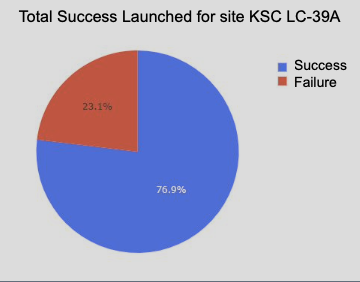 Total Success Launched for site KSC LC-39A
Success
Failure
23.1%
76.9%